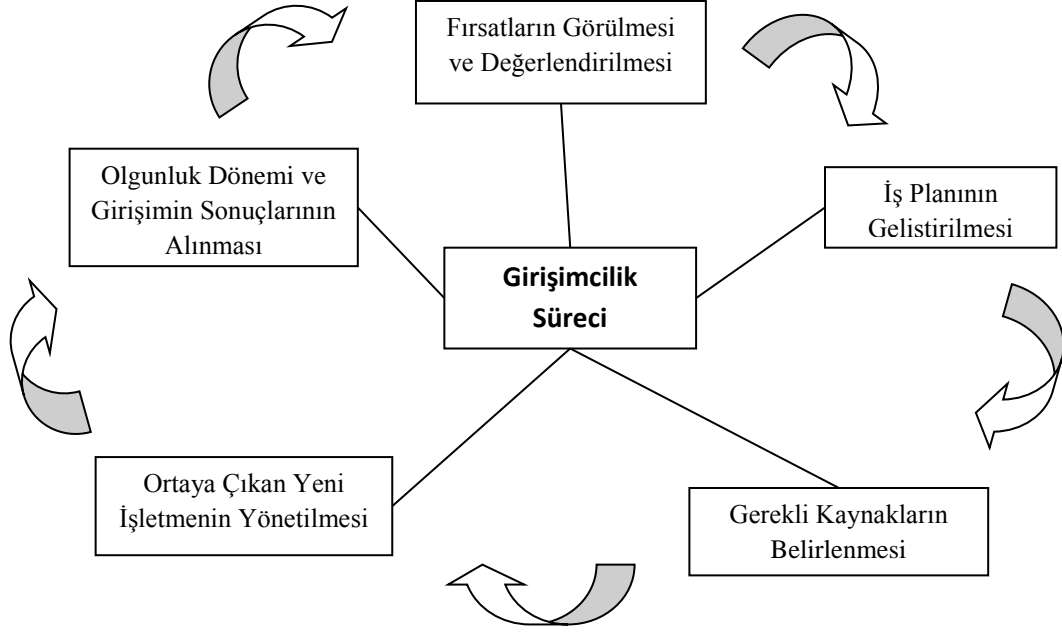 Fırsatların Görülmesi
ve Değerlendirilmesi
İş Planının
Gelistirilmesi
Gerekli Kaynakların
Belirlenmesi
Ortaya Çıkan Yeni
İşletmenin Yönetilmesi
Olgunluk Dönemi ve
Girişimin Sonuçlarının
Alınması
Girişimcilik
Süreci